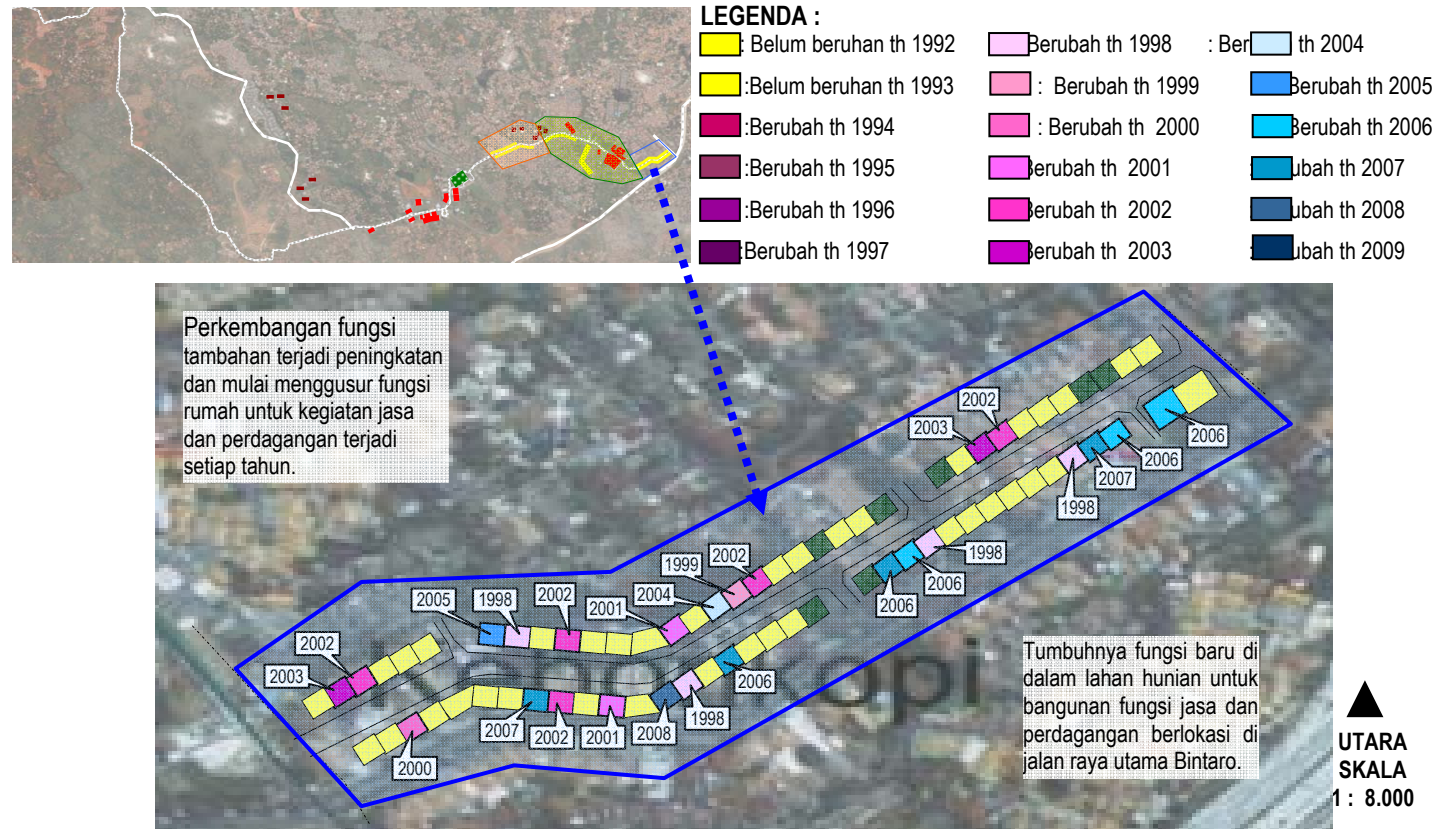 LEGENDA :
: Belum beruhan th 1992
:Belum beruhan th 1993
:Berubah th 1994
:Berubah th 1995
:Berubah th 1996
:Berubah th 1997
Berubah th 1998
: Berubah th 1999
: Berubah th 2000
Berubah th 2001
Berubah th 2002
Berubah th 2003
: Ber th 2004
Berubah th 2005
Berubah th 2006
ubah th 2007
ubah th 2008
ubah th 2009
Perkembangan fungsi
tambahan terjadi peningkatan
dan mulai menggusur fungsi
rumah untuk kegiatan jasa
dan perdagangan terjadi
setiap tahun.
2002
2003
2006
2006
2007
1998
1998
2006
2006
2002
1999
2004
2001
2002
1998
2005
2002
2003
2006
1998
2008
2001
2002
2007
2000
Tumbuhnya fungsi baru di
dalam lahan hunian untuk
bangunan fungsi jasa dan
perdagangan berlokasi di
jalan raya utama Bintaro.
UTARA
SKALA
1 : 8.000